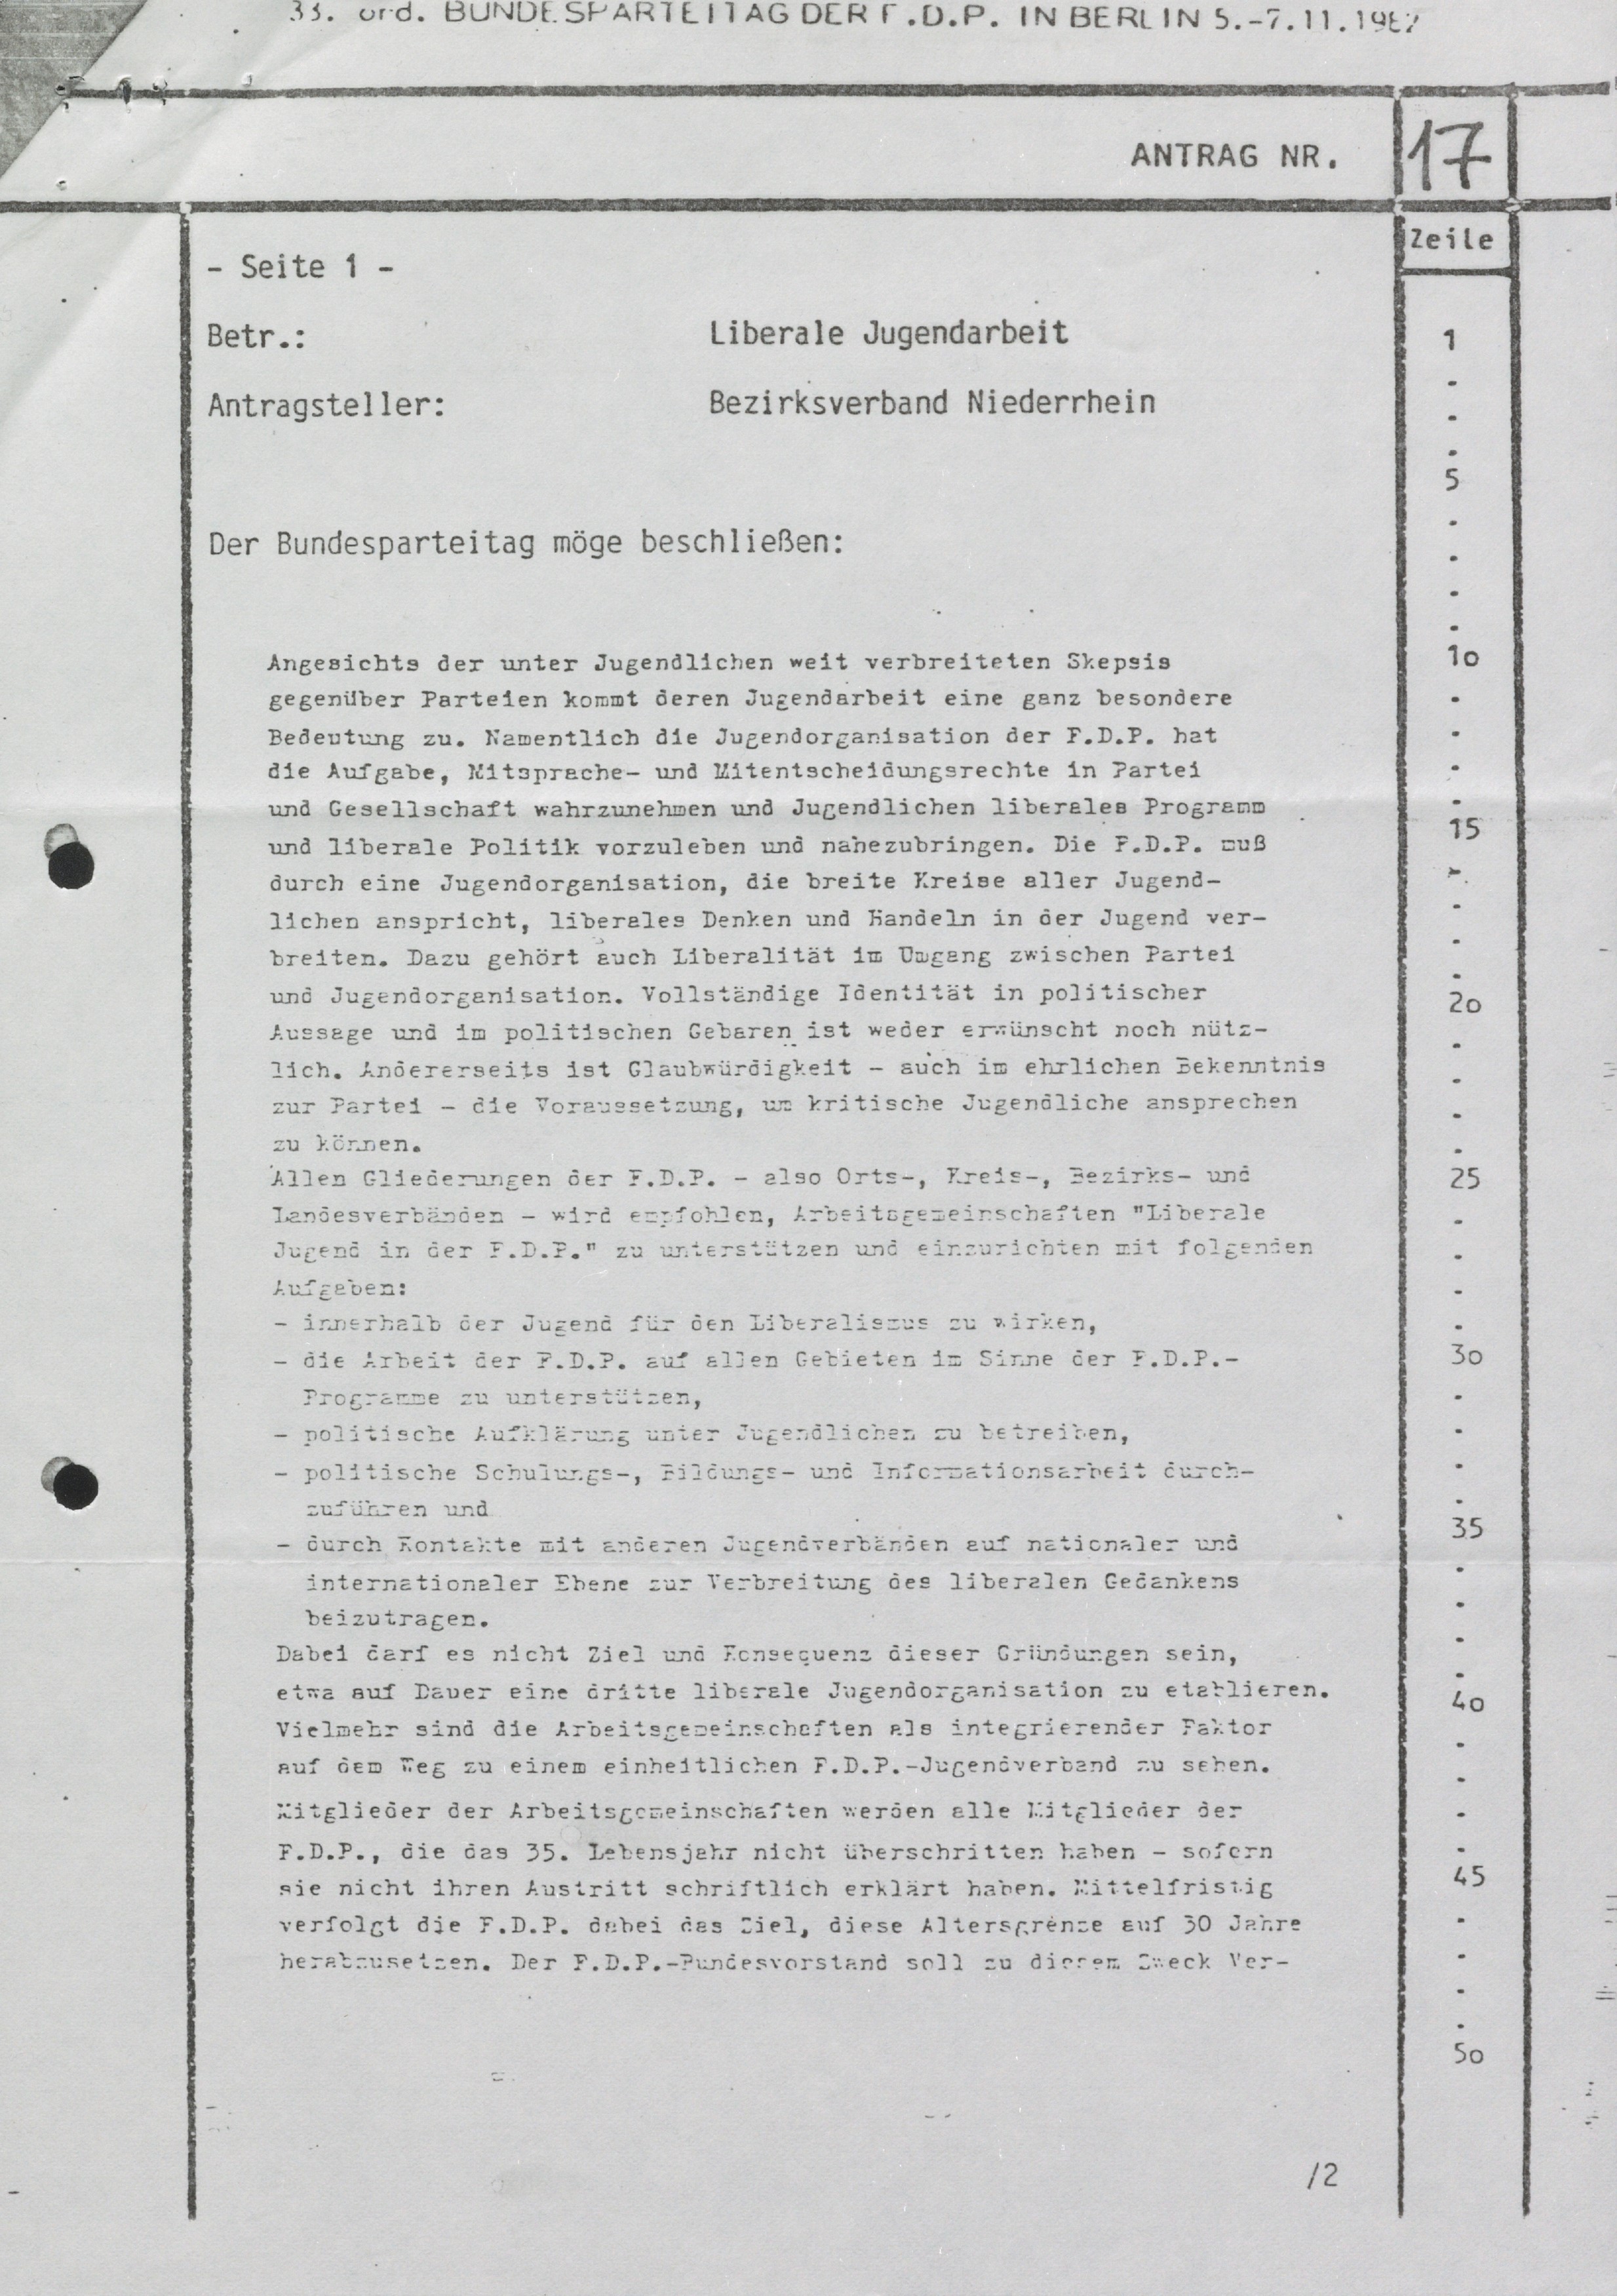 33. ord. BUNDESPARTEITAG DER F.D.P. IN BERLIN 5.-7.11.1982
ANTRAG NR. 17
Zeile
- Seite 1 -
Betr.: Liberale Jugendarbeit 1
Antragsteller: Bezirksverband Niederrhein
5
Der Bundesparteitag möge beschließen:
Angesichts der unter Jugendlichen weit verbreiteten Skepsis 10
gegenüber Parteien kommt deren Jugendarbeit eine ganz besondere
Bedeutung zu. Namentlich die Jugendorganisation der F.D.P. hat
die Aufgabe, Mitsprache- und Mitentscheidungsrechte in Partei
und Gesellschaft wahrzunehmen und Jugendlichen liberales Programm
und liberale Politik vorzuleben und nahezubringen. Die F.D.P. muß 15
durch eine Jugendorganisation, die breite Kreise aller Jugend-
lichen anspricht, liberales Denken und Handeln in der Jugend ver-
breiten. Dazu gehört auch Liberalität im Umgang zwischen Partei
und Jugendorganisation. Vollständige Identität in politischer 20
Aussage und im politischen Gebaren ist weder erwünscht noch nütz-
lich. Andererseits ist Glaubwürdigkeit - auch im ehrlichen Bekenntnis
zur Partei - die Voraussetzung, um kritische Jugendliche ansprechen
zu können.
Allen Gliederungen der F.D.P. - also Orts-, Kreis-, Bezirks- und 25
Landesverbänden - wird empfohlen, Arbeitsgemeinschaften "Liberale
Jugend in der F.D.P." zu unterstützen und einzurichten mit folgenden
Aufgaben:
- innerhalb der Jugend für den Liberalismus zu wirken,
- die Arbeit der F.D.P. auf allen Gebieten im Sinne der F.D.P.- 30
Programme zu unterstützen,
- politische Aufklärung unter Jugendlichen zu betreiben,
- politische Schulungs-, Bildungs- und Informationsarbeit durch-
zuführen und
- durch Kontakte mit anderen Jugendverbänden auf nationaler und 35
internationaler Ebene zur Verbreitung des liberalen Gedankens
beizutragen.
Dabei darf es nicht Ziel und Konsequenz dieser Gründungen sein,
etwa auf Dauer eine dritte liberale Jugendorganisation zu etablieren. 40
Vielmehr sind die Arbeitsgemeinschaften als integrierender Faktor
auf dem Weg zu einem einheitlichen F.D.P.-Jugendverband zu sehen.
Mitglieder der Arbeitsgemeinschaften werden alle Mitglieder der
F.D.P., die das 35. Lebensjahr nicht überschritten haben - sofern
sie nicht ihren Austritt schriftlich erklärt haben. Mittelfristig 45
verfolgt die F.D.P. dabei das Ziel, diese Altersgrenze auf 30 Jahre
herabzusetzen. Der F.D.P.-Bundesvorstand soll zu diesem Zweck Ver-
50
/2